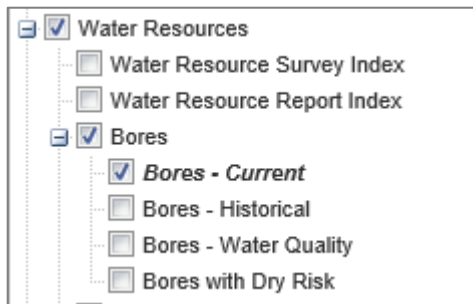 Water Resources
Water Resource Survey Index
Water Resource Report Index
Bores
Bores - Current
Bores - Historical
Bores - Water Quality
Bores with Dry Risk